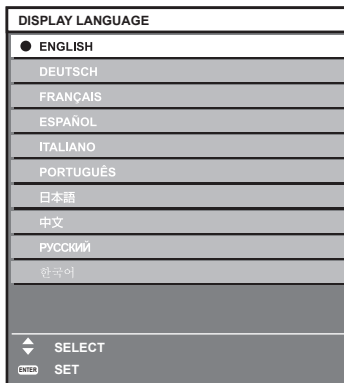 DISPLAY LANGUAGE
ENGLISH
DEUTSCH
FRANÇAIS
ESPAÑOL
ITALIANO
PORTUGUÊS
日本語
中文
РУССКИЙ
한국어
SELECT
ENTER SET